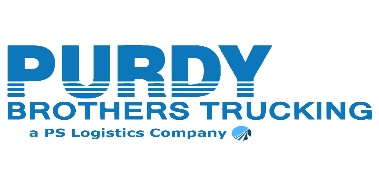 PURDY
BROTHERS TRUCKING
a PS Logistics Company